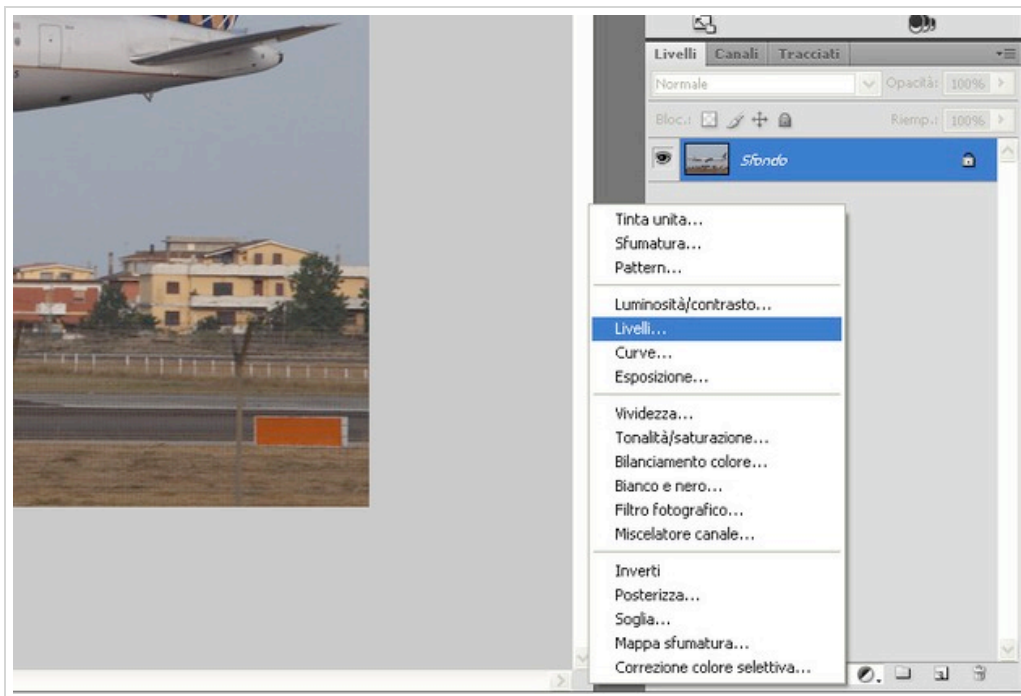 Livelli Canali Tracciati
Normale Opacità: 100%
Bloc.: Riemp.: 100%
Sfondo
Tinta unita...
Sfumatura...
Pattern...
Luminosità/contrasto...
Livelli...
Curve...
Esposizione...
Vividezza...
Tonalità/saturazione...
Bilanciamento colore...
Bianco e nero...
Filtro fotografico...
Miscelatore canale...
Inverti
Posterizza...
Soglia...
Mappa sfumatura...
Correzione colore selettiva...